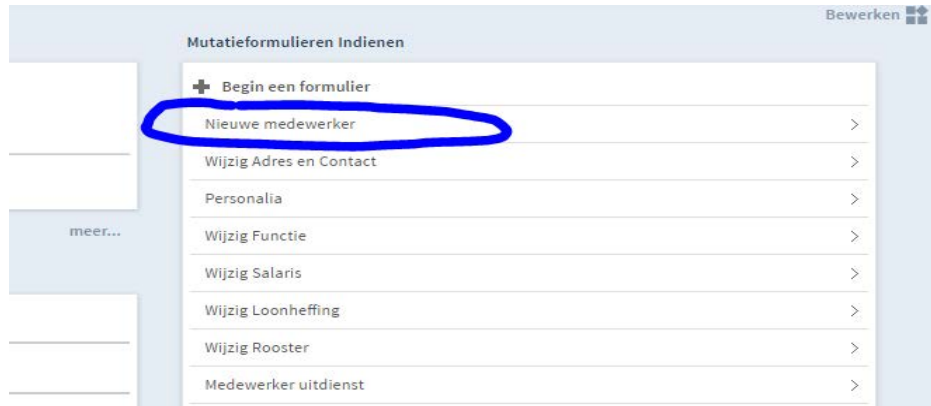 Bewerken
Mutatieformulieren Indienen
Begin een formulier
Nieuwe medewerker
Wijzig Adres en Contact
Personalia
meer...
Wijzig Functie
Wijzig Salaris
Wijzig Loonheffing
Wijzig Rooster
Medewerker uitdienst